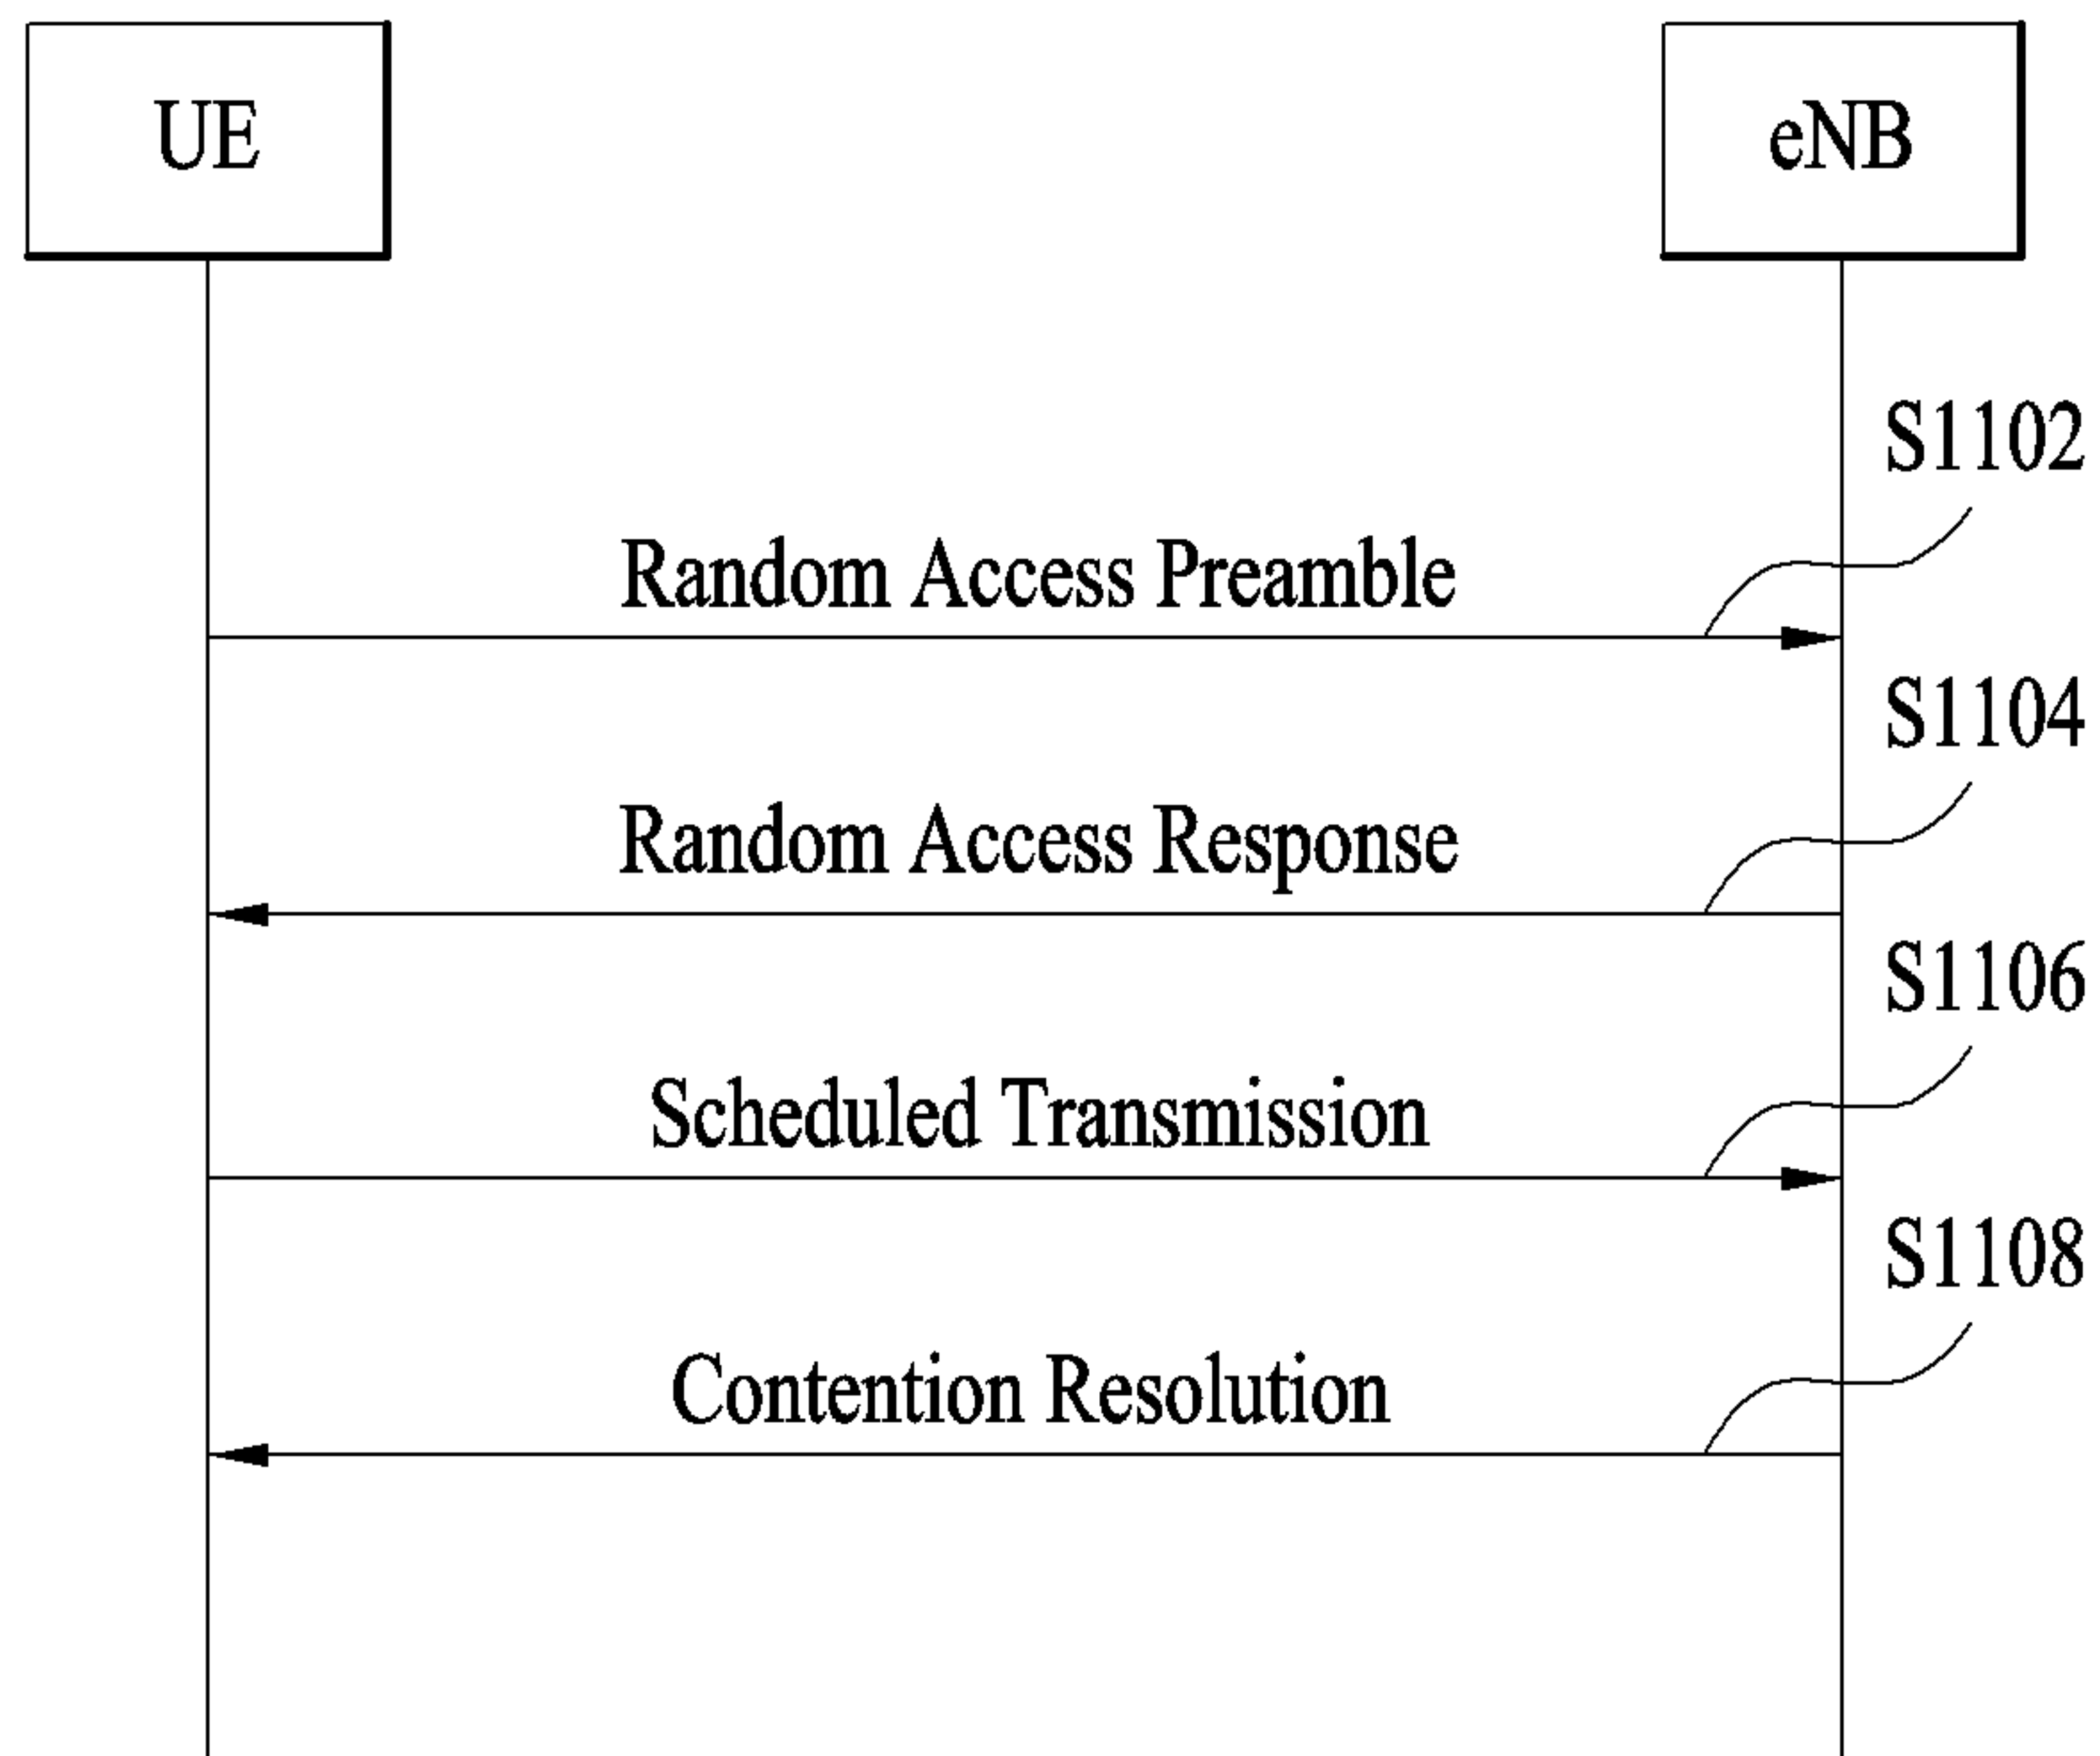 UE
eNB
S1102
Random Access Preamble
S1104
Random Access Response
S1106
Scheduled Transmission
S1108
Contention Resolution